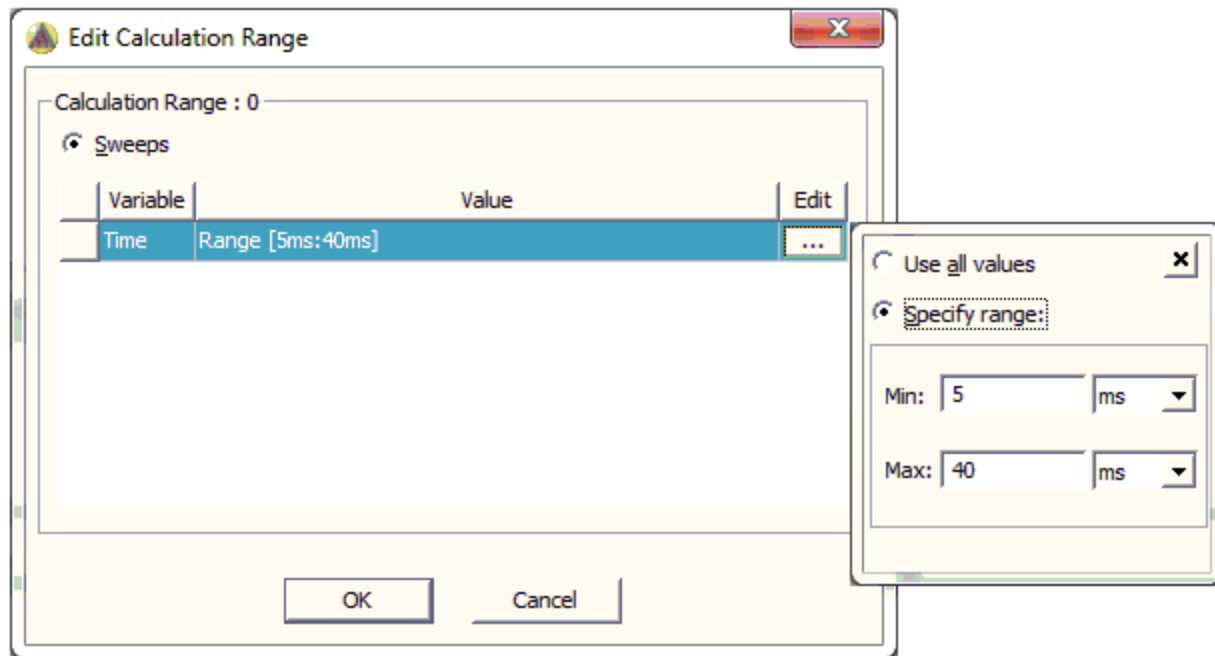 Edit Calculation Range
Calculation Range : 0
Sweeps
Variable Value Edit
Time Range [5ms:40ms] ...
Use all values
Specify range:
Min: 5 ms
Max: 40 ms
OK Cancel